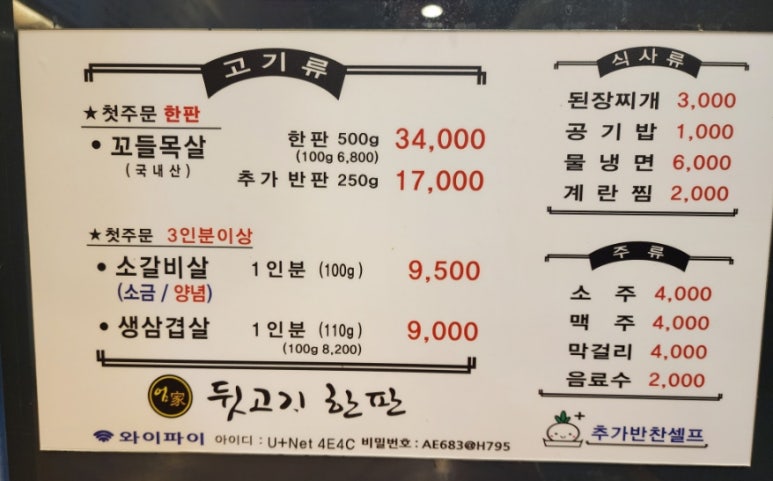 고기류
★첫주문 한판
• 꼬들목살 한판 500g 34,000
(국내산) (100g 6,800)
추가 반판 250g 17,000
★첫주문 3인분이상
• 소갈비살 1인분 (100g) 9,500
(소금 / 양념)
• 생삼겹살 1인분 (110g) 9,000
(100g 8,200)
엄家 뒷고기 한판
와이파이 아이디 : U+Net 4E4C 비밀번호 : AE683@H795
식사류
된장찌개 3,000
공기밥 1,000
물냉면 6,000
계란찜 2,000
주류
소주 4,000
맥주 4,000
막걸리 4,000
음료수 2,000
추가반찬셀프